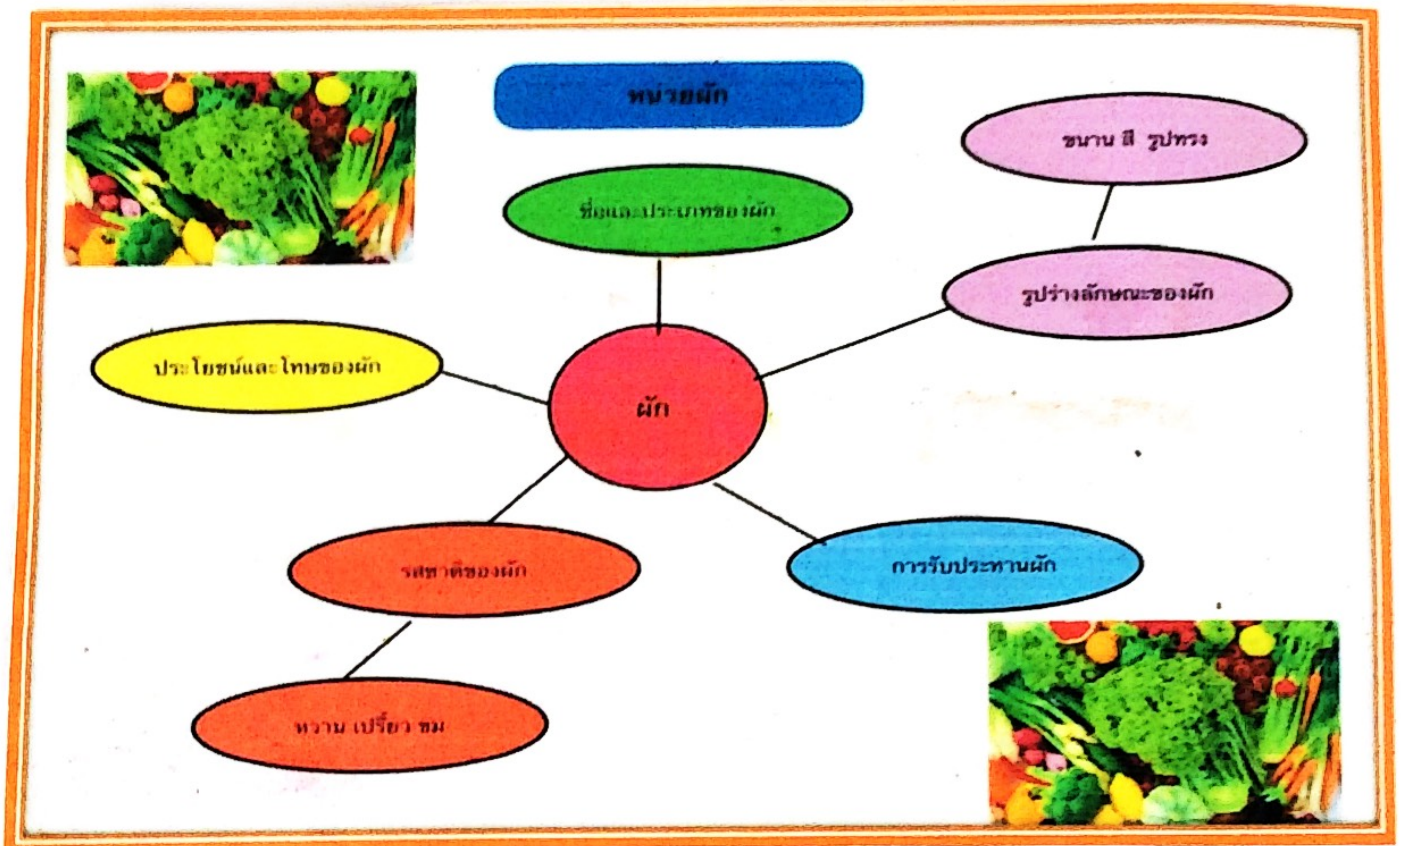 หน่วยผัก
ชื่อและประเภทของผัก
ขนาน สี รูปทรง
รูปร่างลักษณะของผัก
ประโยชน์และโทษของผัก
ผัก
รสชาติของผัก
การรับประทานผัก
หวาน เปรี้ยว ขม